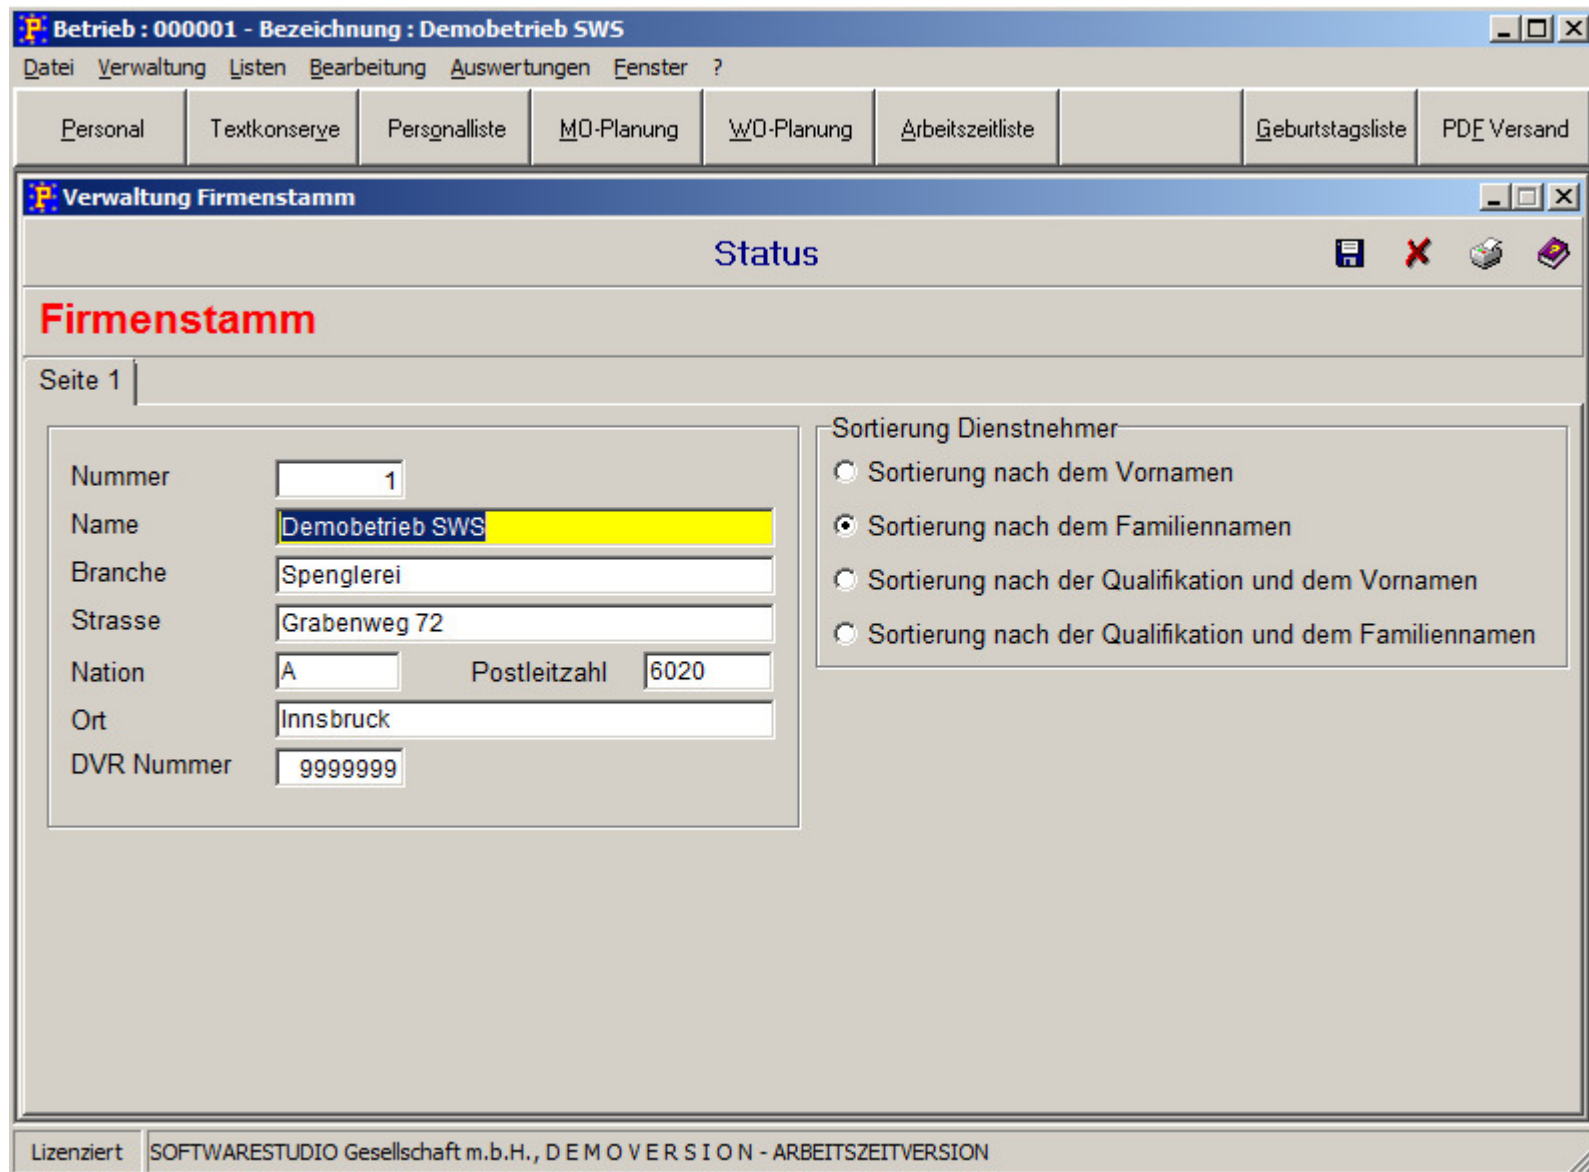 Betrieb : 000001 - Bezeichnung : Demobetrieb SWS
Datei Verwaltung Listen Bearbeitung Auswertungen Fenster ?
Personal Textkonserve Personalliste MO-Planung WO-Planung Arbeitszeitliste Geburtstagsliste PDF Versand
Verwaltung Firmenstamm
Status
Firmenstamm
Seite 1
Nummer 1
Name Demobetrieb SWS
Branche Spenglerei
Strasse Grabenweg 72
Nation A Postleitzahl 6020
Ort Innsbruck
DVR Nummer 9999999
Sortierung Dienstnehmer
Sortierung nach dem Vornamen
Sortierung nach dem Familiennamen
Sortierung nach der Qualifikation und dem Vornamen
Sortierung nach der Qualifikation und dem Familiennamen
Lizenziert SOFTWARESTUDIO Gesellschaft m.b.H., D E M O V E R S I O N - ARBEITSZEITVERSION